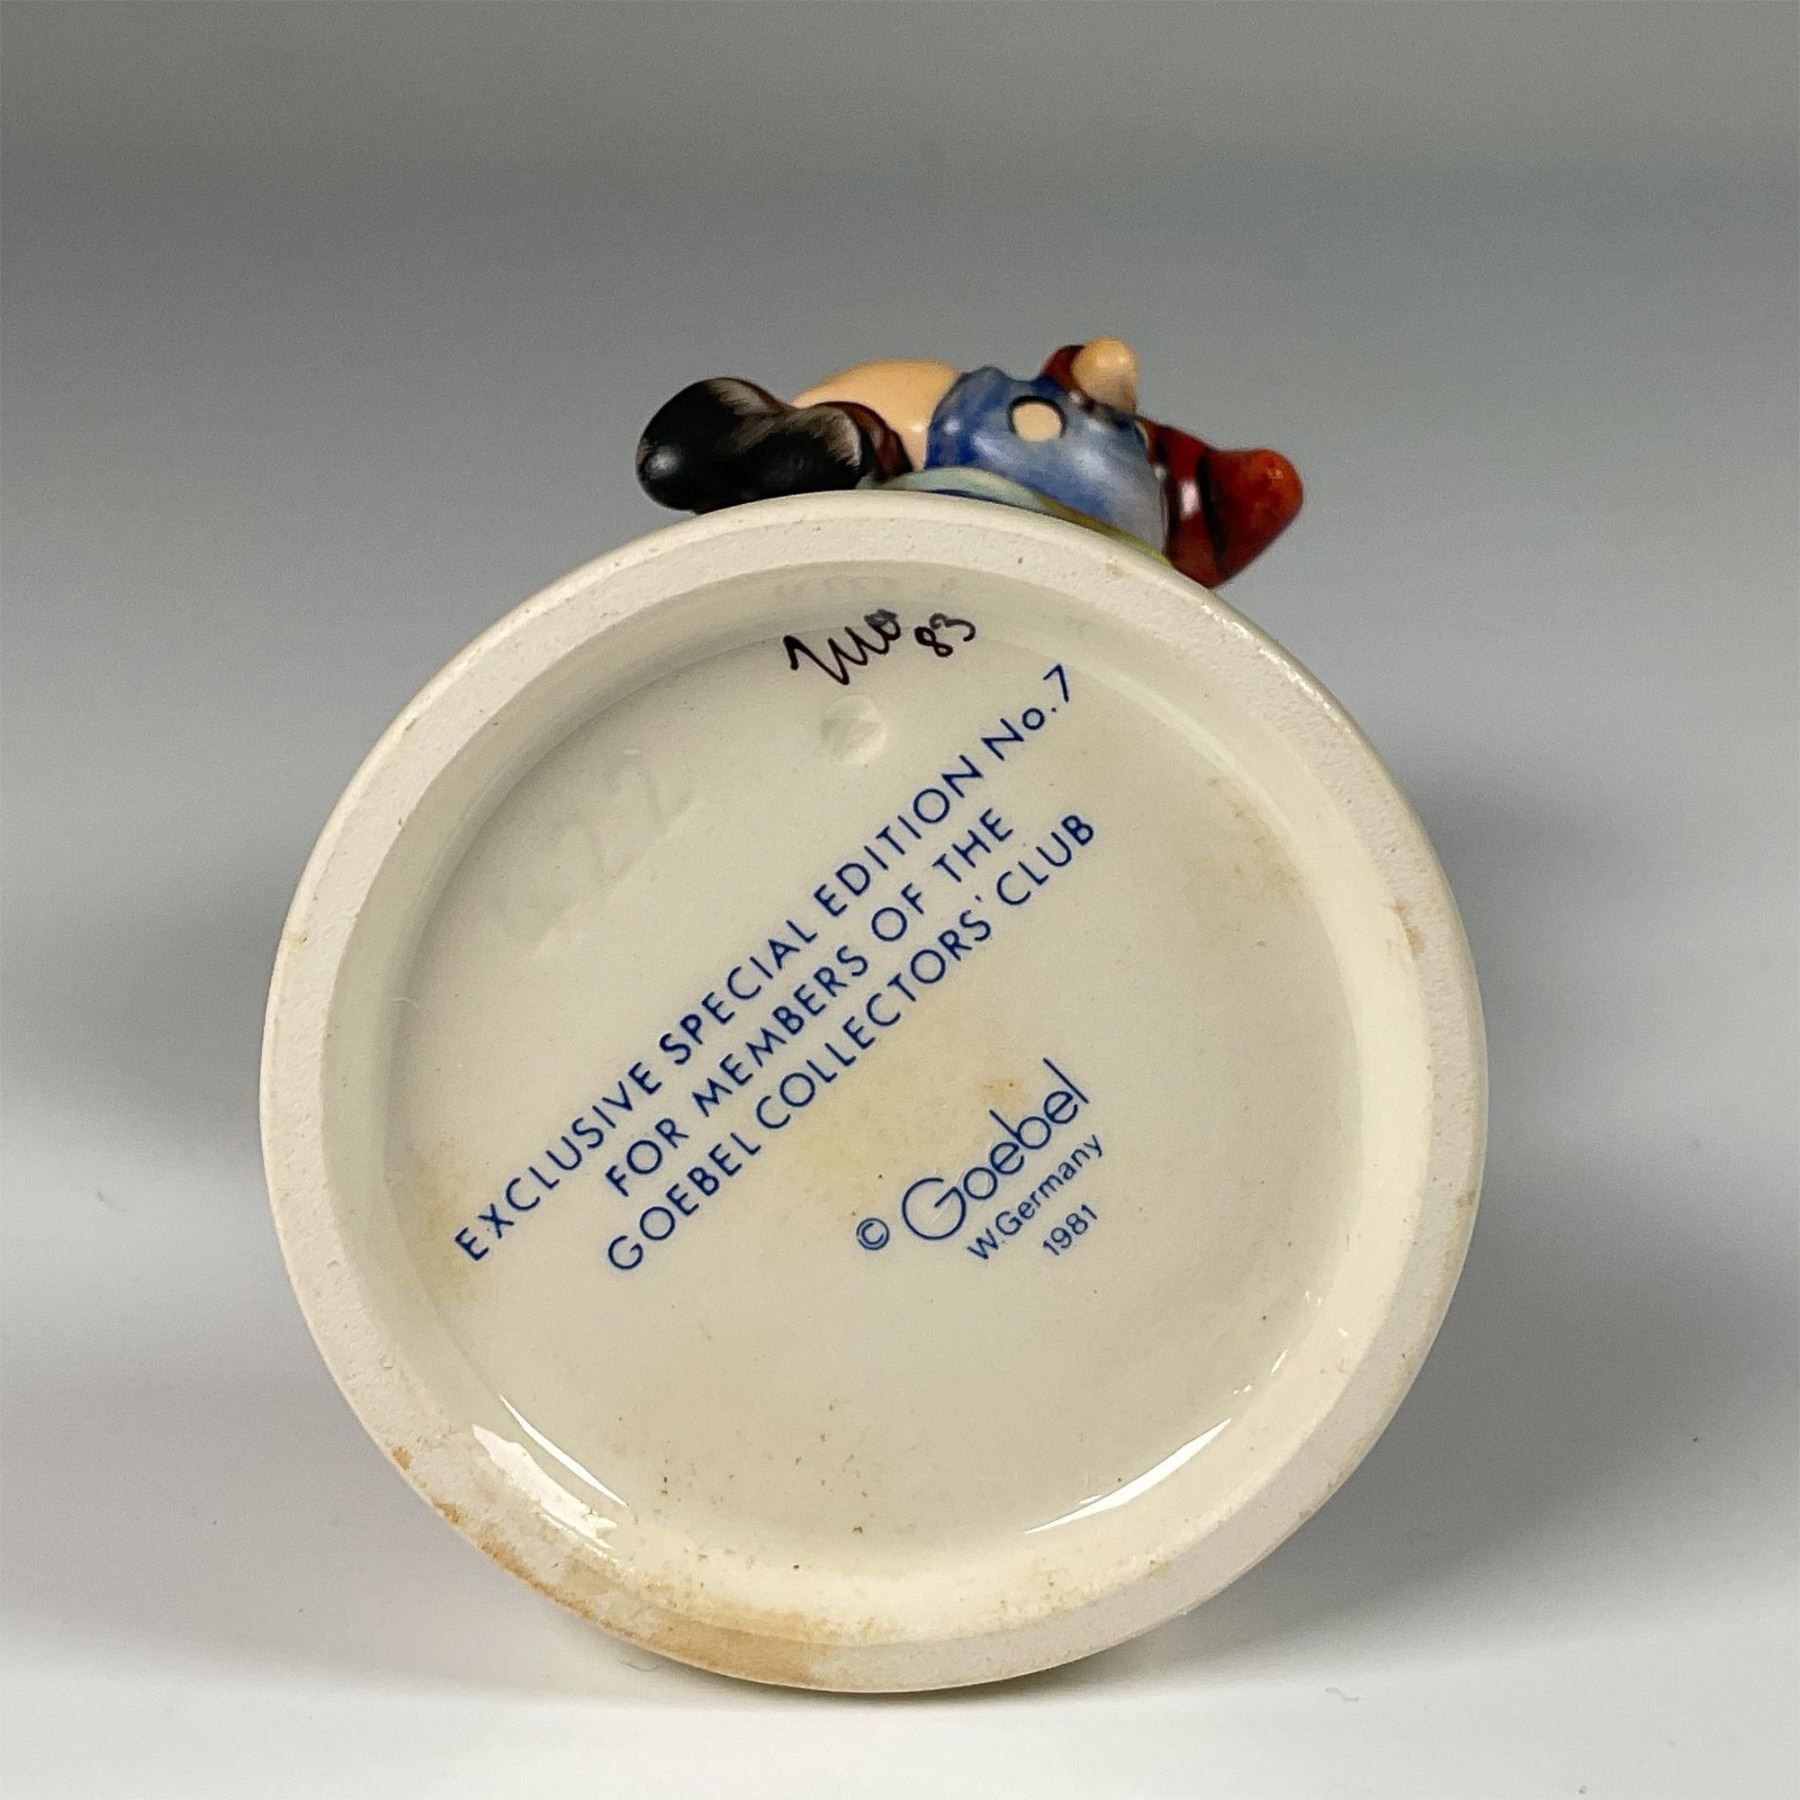 83
EXCLUSIVE SPECIAL EDITION No. 7
FOR MEMBERS OF THE
GOEBEL COLLECTORS' CLUB
© Goebel
W. Germany
1981